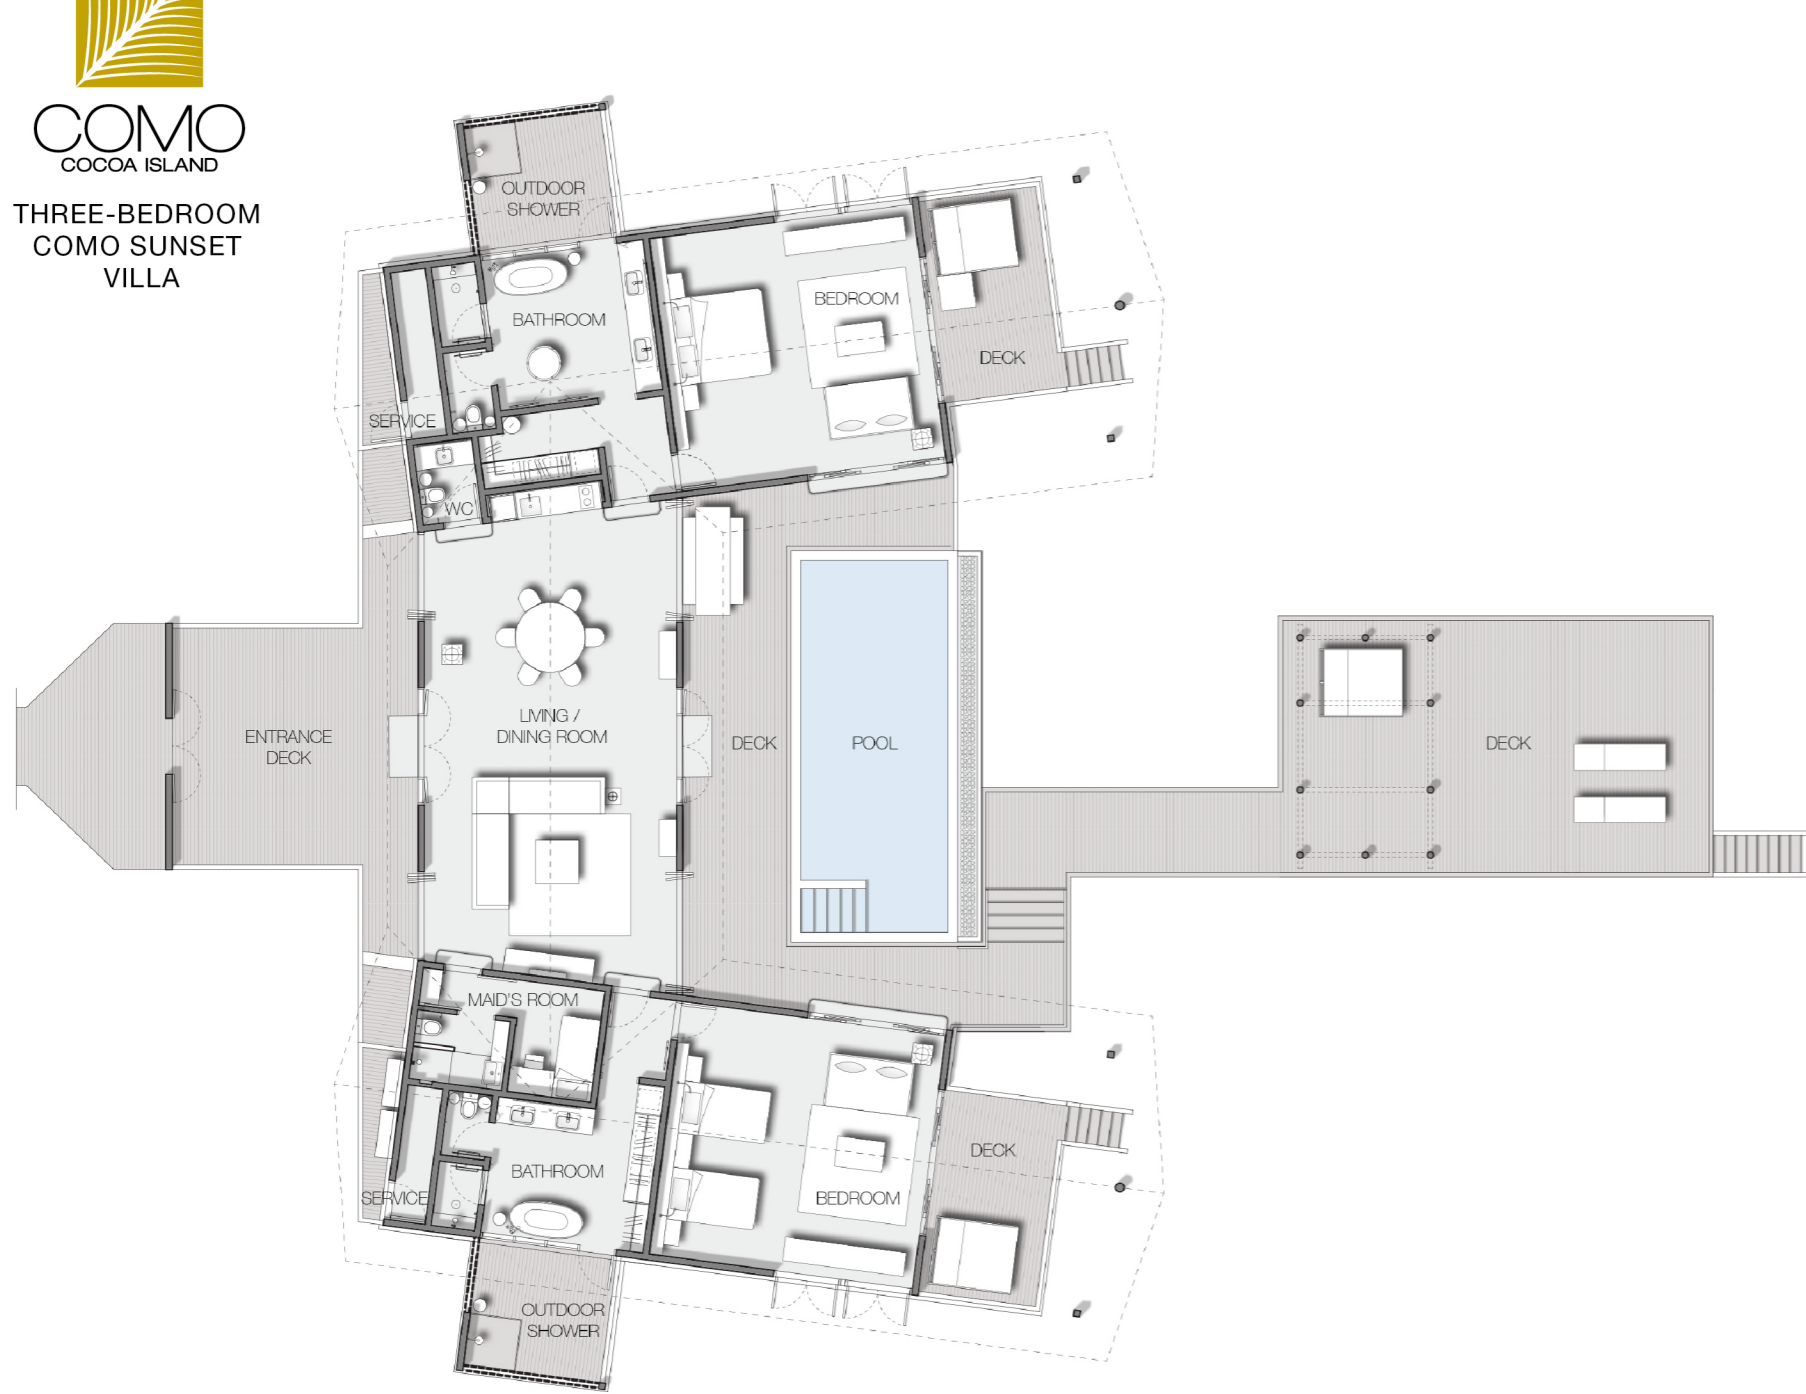 COMO
COCOA ISLAND
THREE-BEDROOM
COMO SUNSET
VILLA
OUTDOOR
SHOWER
BATHROOM
BEDROOM
DECK
SERVICE
WC
LIVING /
DINING ROOM
ENTRANCE
DECK
DECK
POOL
DECK
MAID'S ROOM
BATHROOM
BEDROOM
DECK
SERVICE
OUTDOOR
SHOWER